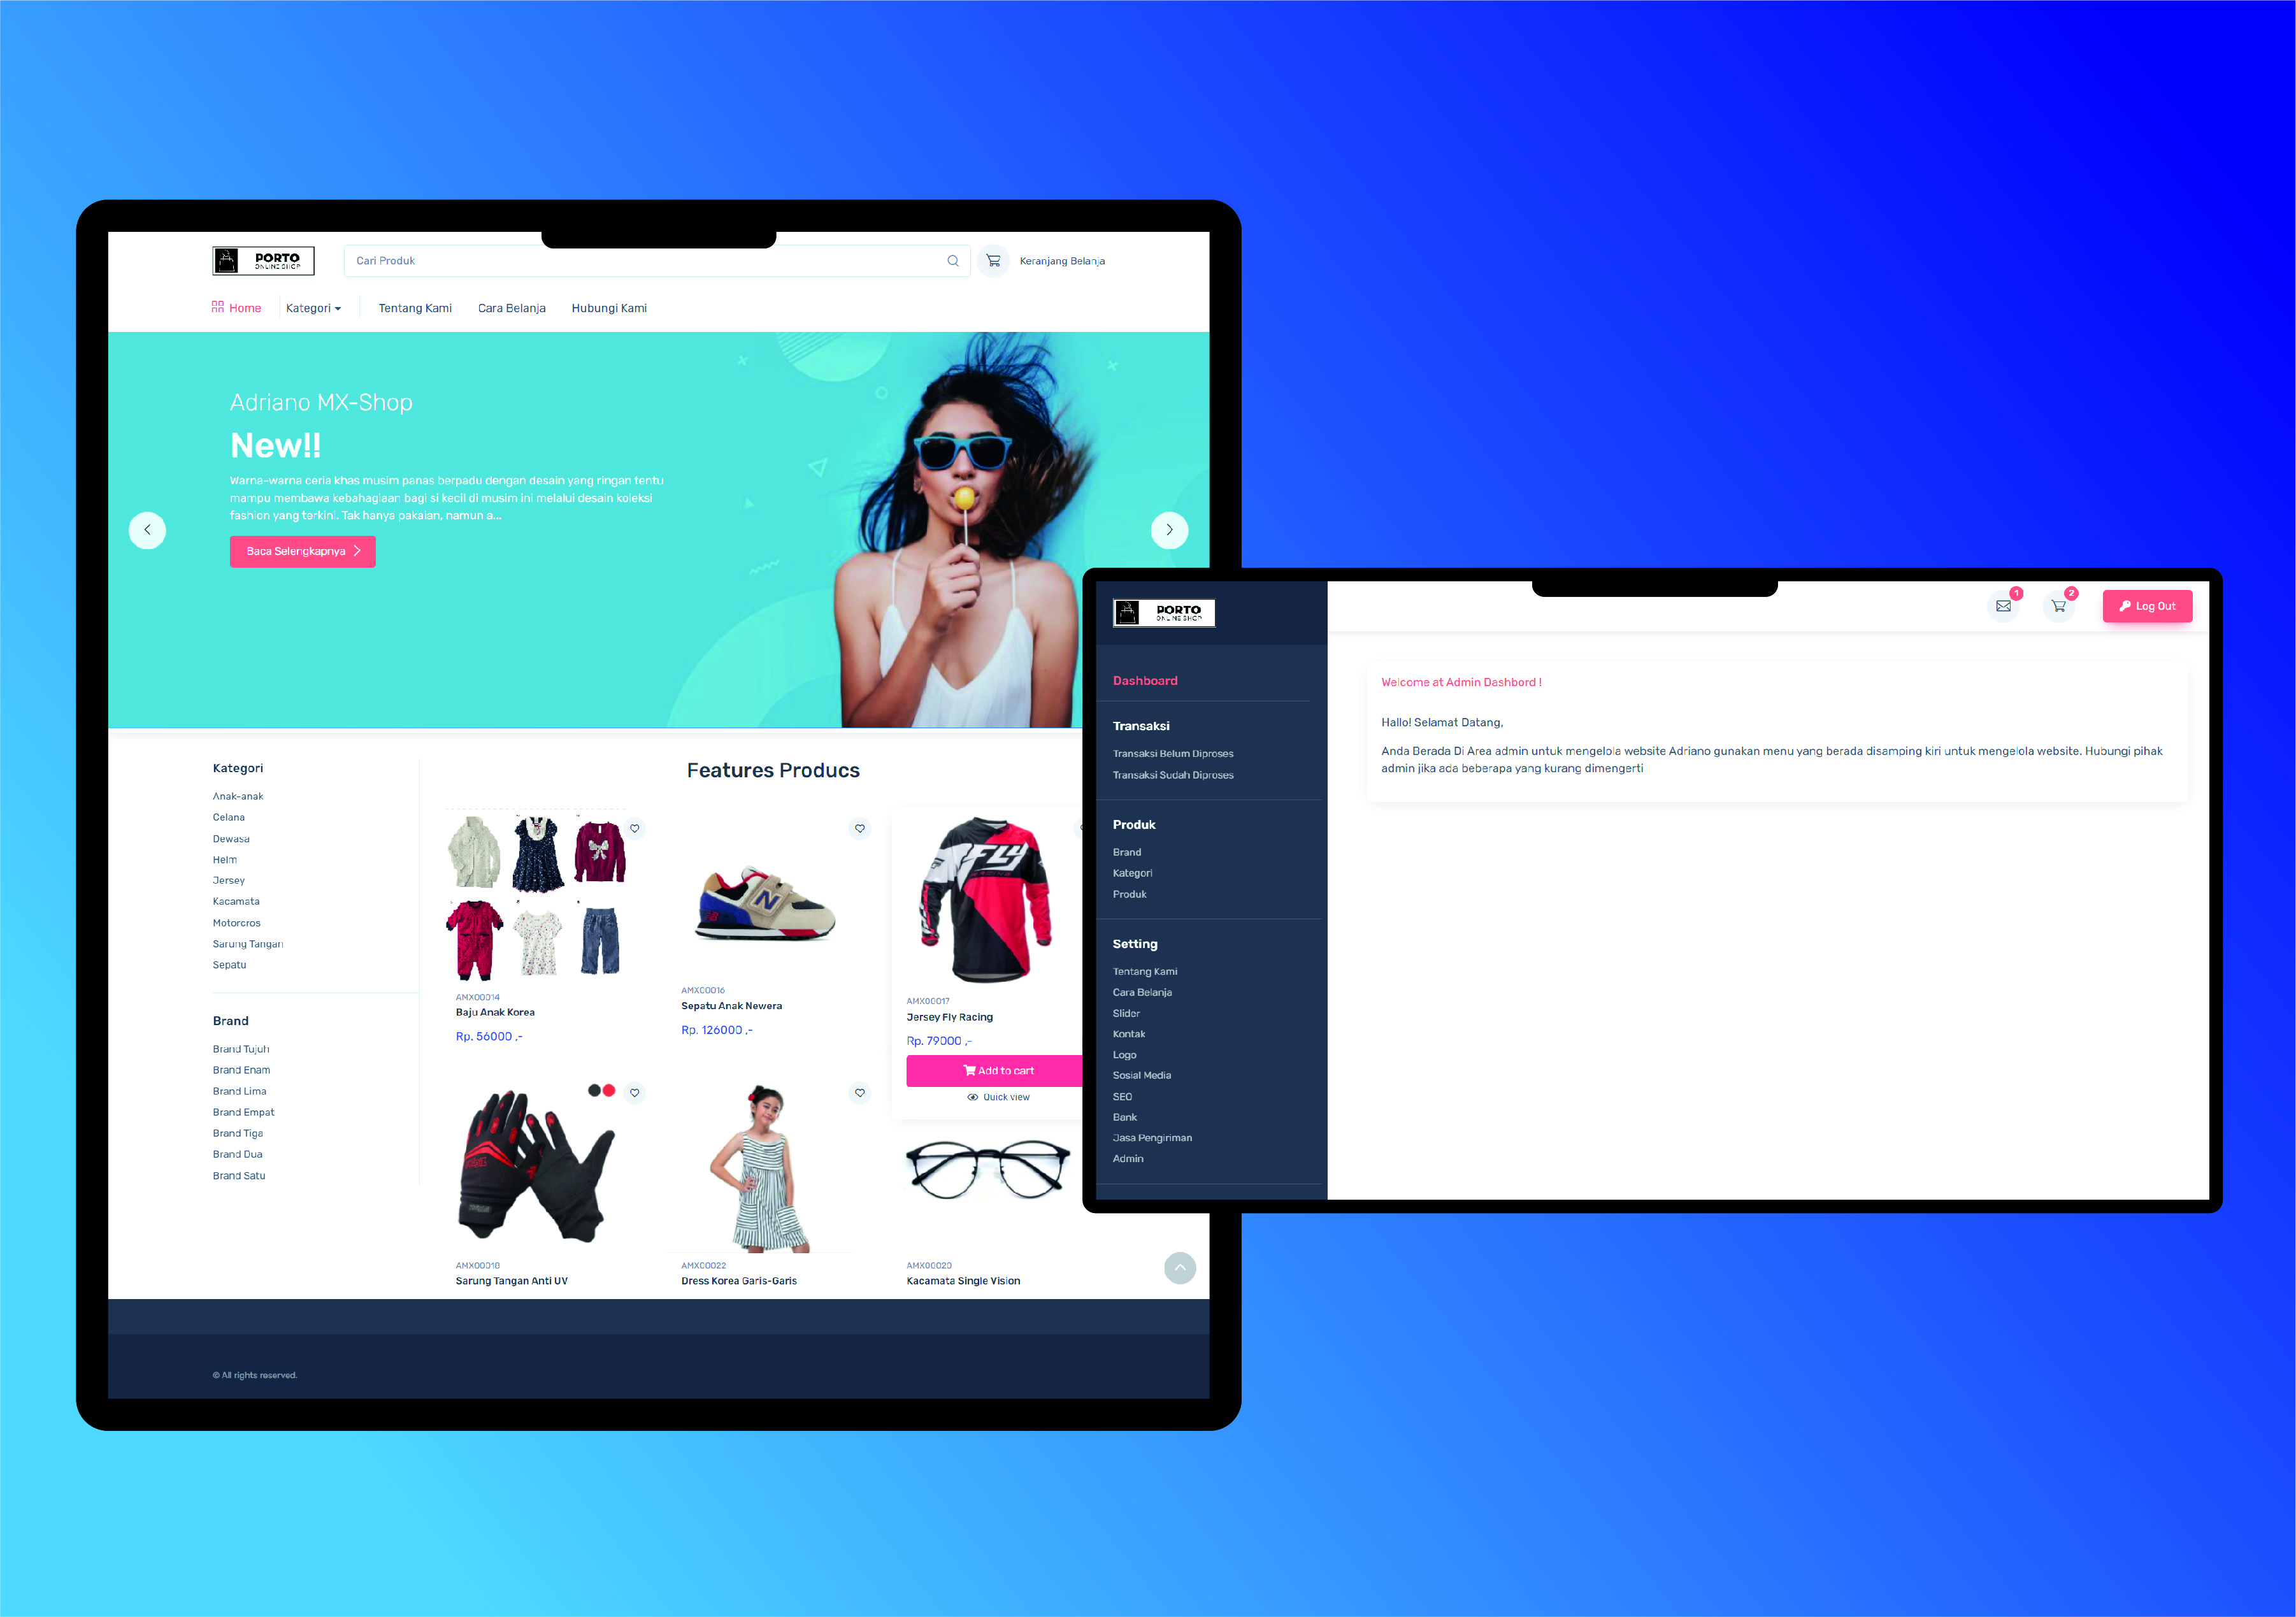 PORTO
ONLINE SHOP
Cari Produk
Keranjang Belanja
Home
Kategori
Tentang Kami
Cara Belanja
Hubungi Kami
Adriano MX-Shop
New!!
Warna-warna ceria khas musim panas berpadu dengan desain yang ringan tentu
mampu membawa kebahagiaan bagi si kecil di musim ini melalui desain koleksi
fashion yang terkini. Tak hanya pakaian, namun a...
Baca Selengkapnya
Kategori
Anak-anak
Celana
Dewasa
Helm
Jersey
Kacamata
Motorcros
Sarung Tangan
Sepatu
Brand
Brand Tujuh
Brand Enam
Brand Lima
Brand Empat
Brand Tiga
Brand Dua
Brand Satu
Features Producs
AMX00014
Baju Anak Korea
Rp. 56000 ,-
N
AMX00016
Sepatu Anak Newera
Rp. 126000 ,-
FLY
AMX00017
Jersey Fly Racing
Rp. 79000 ,-
Add to cart
Quick view
AMX00018
Sarung Tangan Anti UV
AMX00022
Dress Korea Garis-Garis
AMX00020
Kacamata Single Vision
© All rights reserved.
PORTO
ONLINE SHOP
1
2
Log Out
Dashboard
Transaksi
Transaksi Belum Diproses
Transaksi Sudah Diproses
Produk
Brand
Kategori
Produk
Setting
Tentang Kami
Cara Belanja
Slider
Kontak
Logo
Sosial Media
SEO
Bank
Jasa Pengiriman
Admin
Welcome at Admin Dashbord !
Hallo! Selamat Datang,
Anda Berada Di Area admin untuk mengelola website Adriano gunakan menu yang berada disamping kiri untuk mengelola website. Hubungi pihak
admin jika ada beberapa yang kurang dimengerti